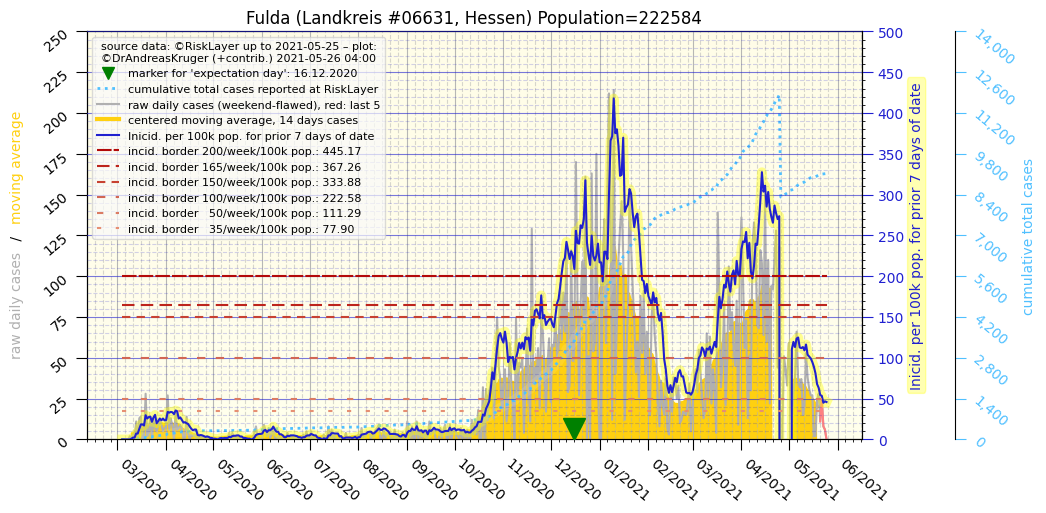 Fulda (Landkreis #06631, Hessen) Population=222584
source data: ©RiskLayer up to 2021-05-25 – plot:
©DrAndreasKruger (+contrib.) 2021-05-26 04:00
marker for 'expectation day': 16.12.2020
cumulative total cases reported at RiskLayer
raw daily cases (weekend-flawed), red: last 5
centered moving average, 14 days cases
Inicid. per 100k pop. for prior 7 days of date
incid. border 200/week/100k pop.: 445.17
incid. border 165/week/100k pop.: 367.26
incid. border 150/week/100k pop.: 333.88
incid. border 100/week/100k pop.: 222.58
incid. border   50/week/100k pop.: 111.29
incid. border   35/week/100k pop.: 77.90
raw daily cases / moving average
250
225
200
175
150
125
100
75
50
25
0
03/2020
04/2020
05/2020
06/2020
07/2020
08/2020
09/2020
10/2020
11/2020
12/2020
01/2021
02/2021
03/2021
04/2021
05/2021
06/2021
500
450
400
350
300
250
200
150
100
50
0
Inicid. per 100k pop. for prior 7 days of date
14,000
12,600
11,200
9,800
8,400
7,000
5,600
4,200
2,800
1,400
0
cumulative total cases